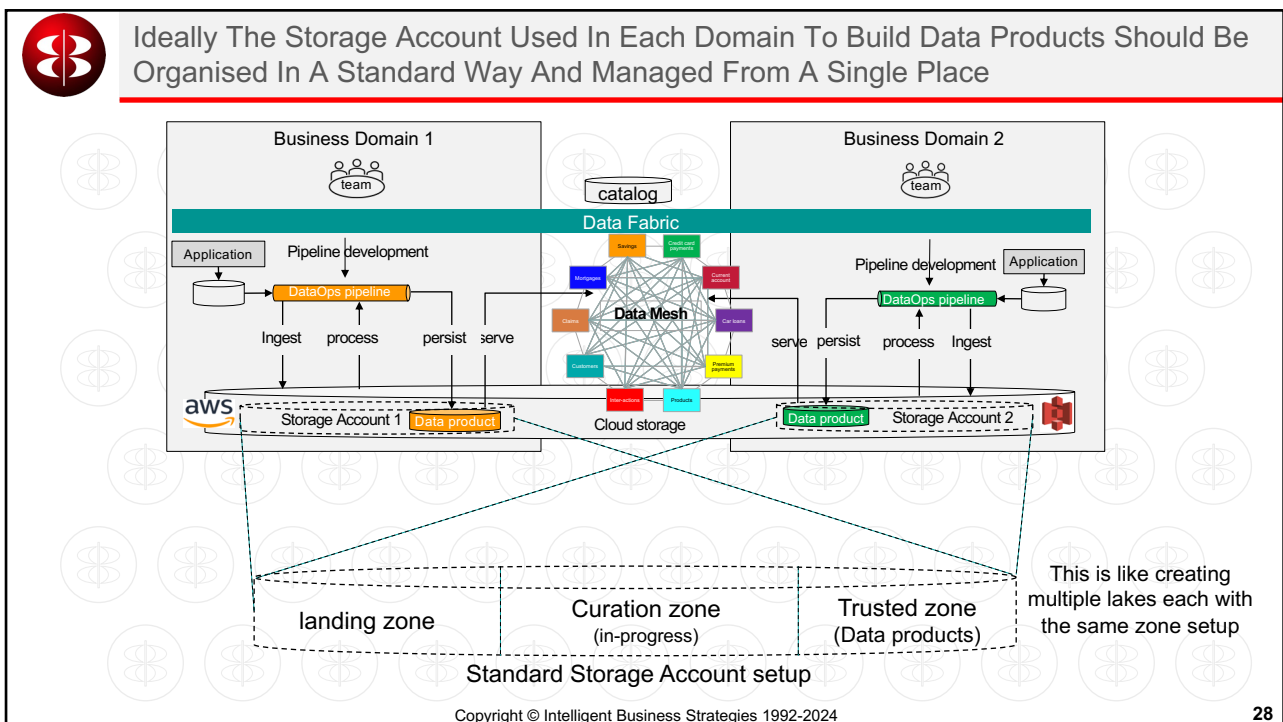 Ideally The Storage Account Used In Each Domain To Build Data Products Should Be
Organised In A Standard Way And Managed From A Single Place
Business Domain 1
team
Business Domain 2
team
catalog
Data Fabric
Application
Pipeline development
DataOps pipeline
Ingest
process
persist
serve
Savings
Credit card
payments
Mortgages
Current
account
Data Mesh
Claims
Car loans
Customers
Premium
payments
Inter-actions
Products
Pipeline development
Application
DataOps pipeline
serve
persist
process
Ingest
aws
Storage Account 1
Data product
Cloud storage
Data product
Storage Account 2
landing zone
Curation zone
(in-progress)
Trusted zone
(Data products)
This is like creating
multiple lakes each with
the same zone setup
Standard Storage Account setup
Copyright © Intelligent Business Strategies 1992-2024
28